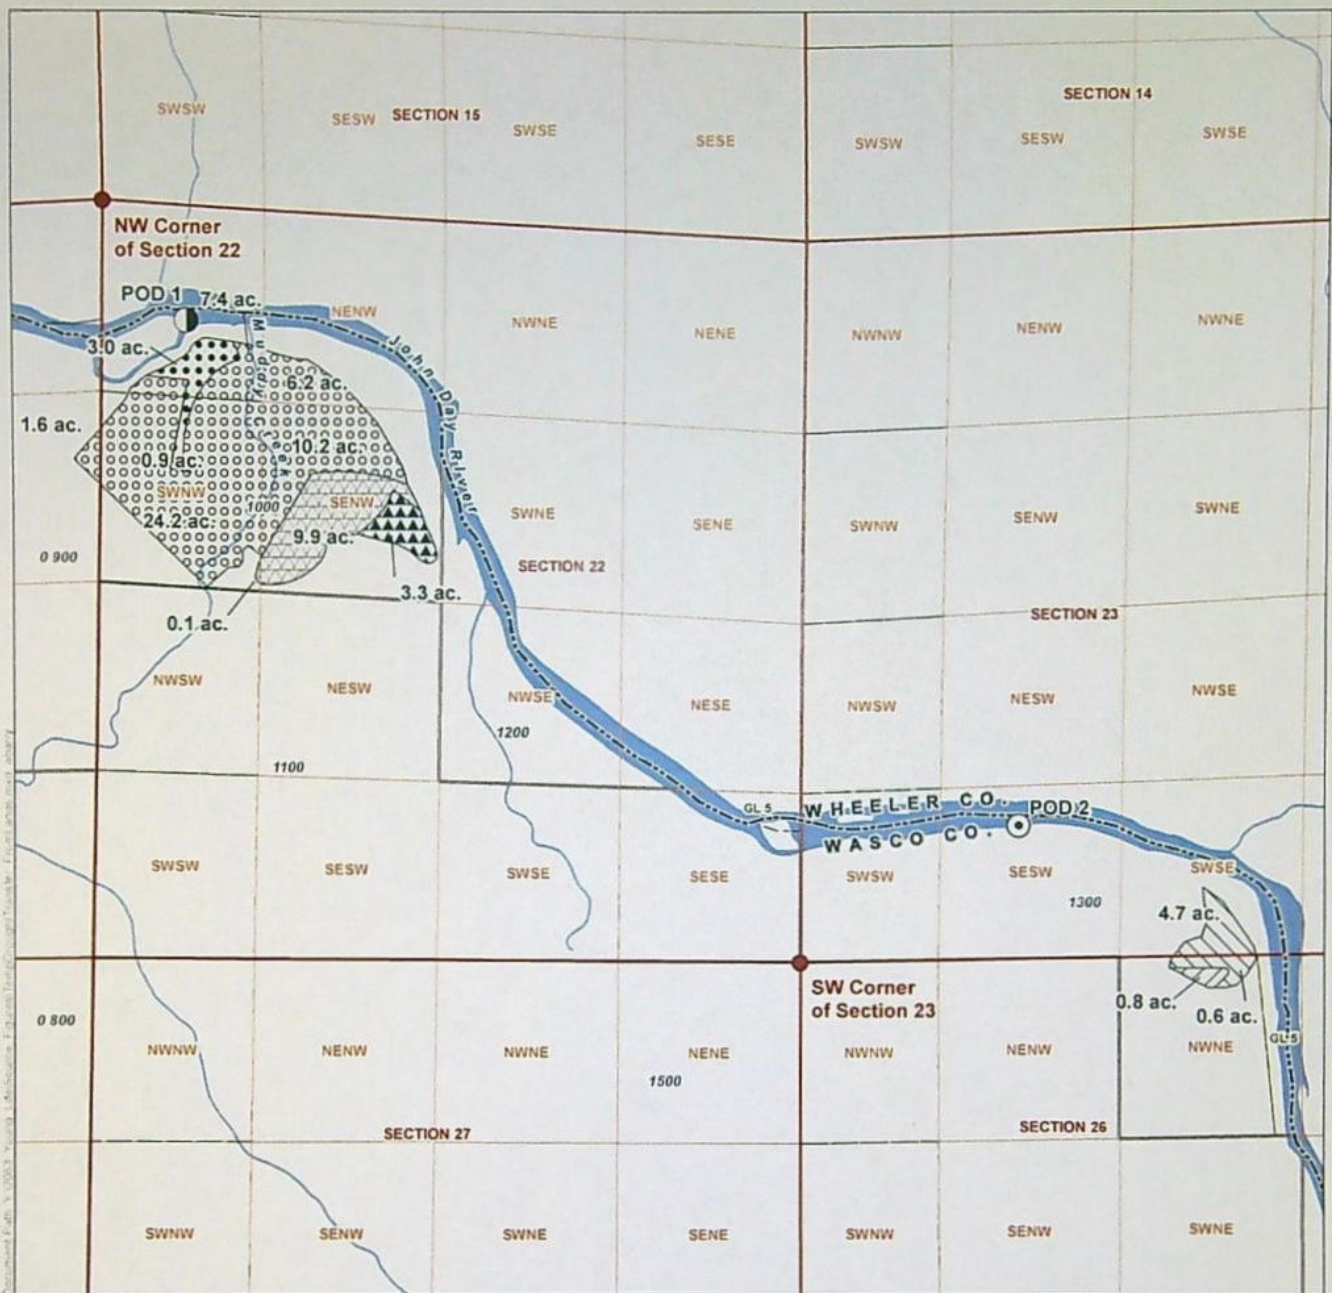 SECTION 14
SWSW
SESW
SECTION 15
SWSE
SESE
SWSW
SESW
SWSE
NW Corner
of Section 22
POD 1
7.4 ac.
NENW
NWNE
NENE
NWNW
NENW
NWNE
3.0 ac.
Muddy Creek
John Day River
6.2 ac.
1.6 ac.
0.9 ac.
10.2 ac.
SWNW
1000
SENW
24.2 ac.
9.9 ac.
SWNE
SENE
SWNW
SENW
SWNE
0 900
SECTION 22
3.3 ac.
0.1 ac.
SECTION 23
NWSW
NESW
NWSE
NESE
NWSW
NESW
NWSE
1200
1100
GL 5
WHEELER CO.
POD 2
WASCO CO.
SWSW
SESW
SWSE
SESE
SWSW
SESW
SWSE
1300
4.7 ac.
SW Corner
of Section 23
0.8 ac.
0.6 ac.
0 800
GL 5
NWNW
NENW
NWNE
NENE
NWNW
NENW
NWNE
1500
SECTION 27
SECTION 26
SWNW
SENW
SWNE
SENE
SWNW
SENW
SWNE
Document Path: